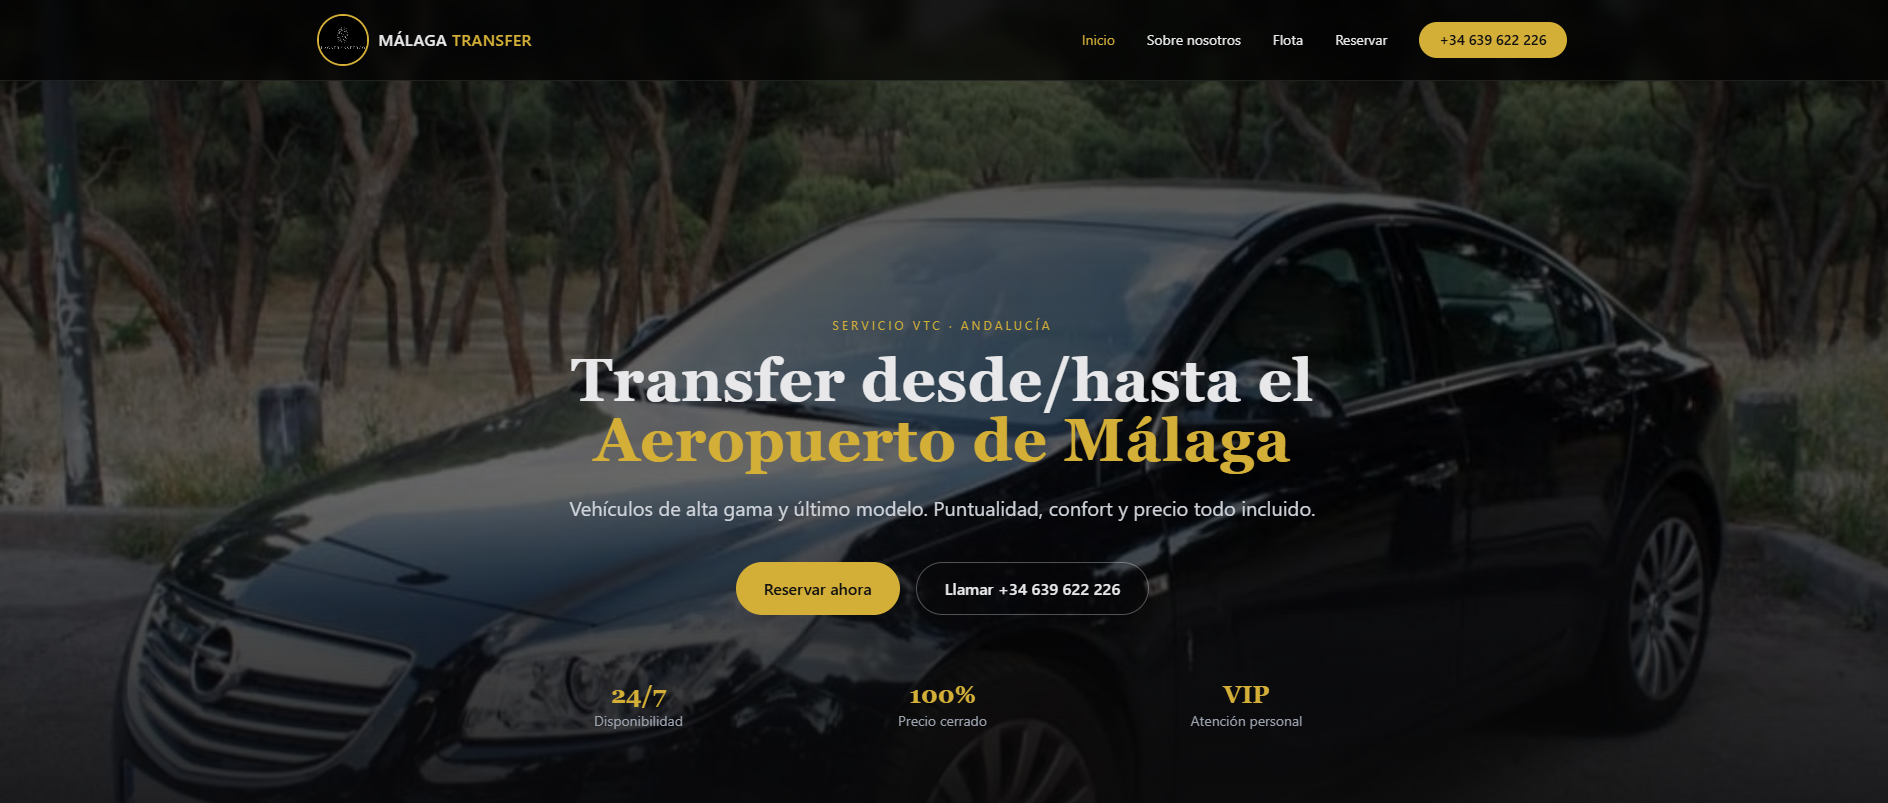 MÁLAGA TRANSFER
Inicio
Sobre nosotros
Flota
Reservar
+34 639 622 226
SERVICIO VTC · ANDALUCÍA
Transfer desde/hasta el
Aeropuerto de Málaga
Vehículos de alta gama y último modelo. Puntualidad, confort y precio todo incluido.
Reservar ahora
Llamar +34 639 622 226
24/7
Disponibilidad
100%
Precio cerrado
VIP
Atención personal